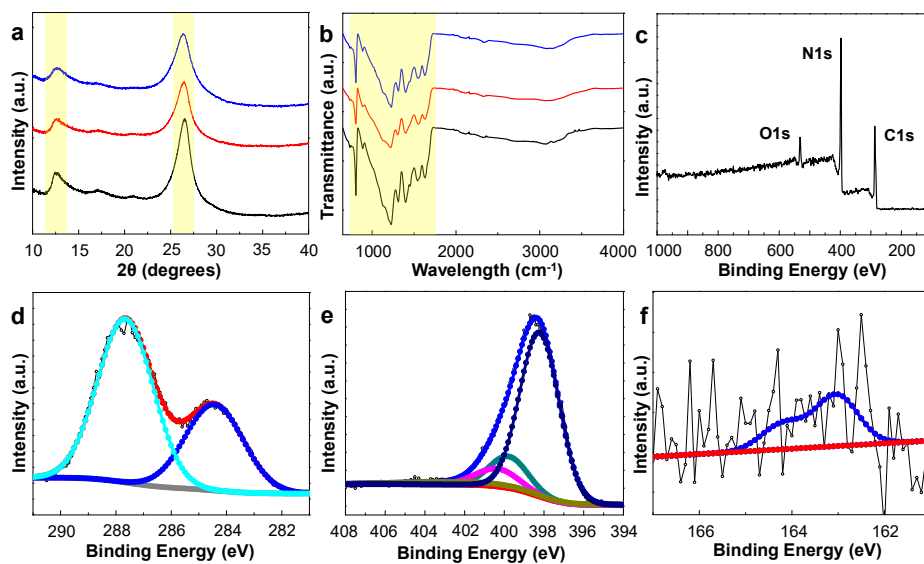 a
Intensity (a.u.)
10 15 20 25 30 35 40
2θ (degrees)
b
Transmittance (a.u.)
1000 2000 3000 4000
Wavelength (cm⁻¹)
c
Intensity (a.u.)
N1s
O1s
C1s
1000 800 600 400 200
Binding Energy (eV)
d
Intensity (a.u.)
290 288 286 284 282
Binding Energy (eV)
e
Intensity (a.u.)
408 406 404 402 400 398 396 394
Binding Energy (eV)
f
Intensity (a.u.)
166 164 162
Binding Energy (eV)